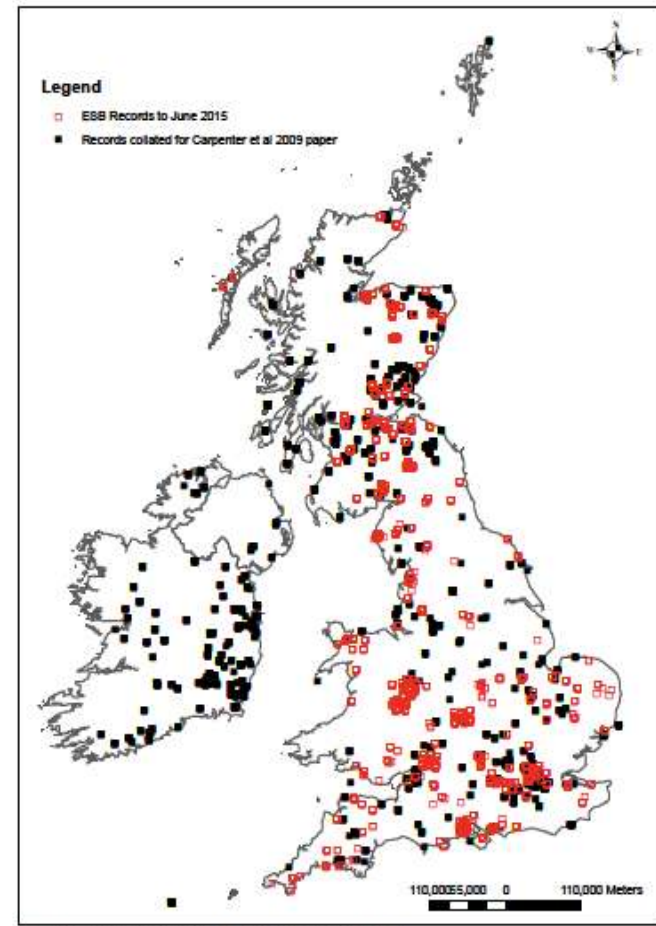 N
W E
S
Legend
ESB Records to June 2015
Records collated for Carpenter et al 2009 paper
110,00055,000 0 110,000 Meters